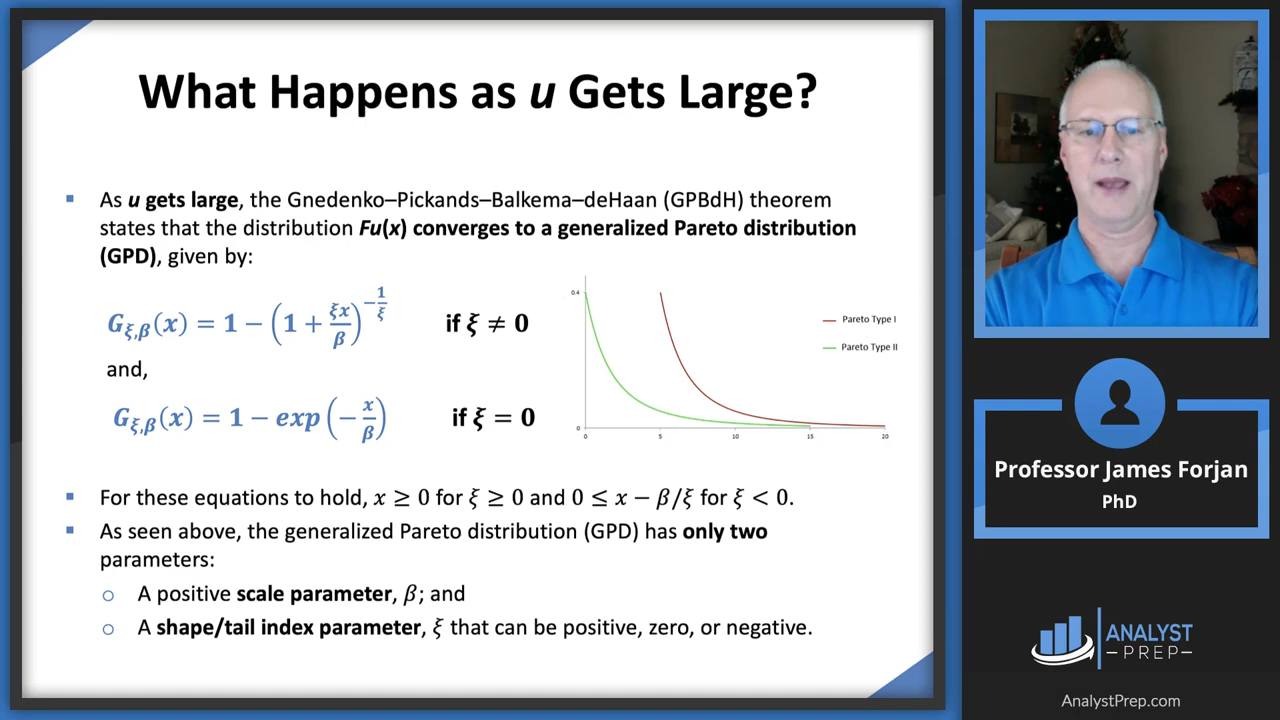 What Happens as u Gets Large?
▪ As u gets large, the Gnedenko–Pickands–Balkema–deHaan (GPBdH) theorem
states that the distribution Fu(x) converges to a generalized Pareto distribution
(GPD), given by:
G_{ξ,β}(x) = 1 − (1 + ξx/β)^{−1/ξ} if ξ ≠ 0
and,
G_{ξ,β}(x) = 1 − exp(−x/β) if ξ = 0
0.4
0
0 5 10 15 20
Pareto Type I
Pareto Type II
▪ For these equations to hold, x ≥ 0 for ξ ≥ 0 and 0 ≤ x − β/ξ for ξ < 0.
▪ As seen above, the generalized Pareto distribution (GPD) has only two
parameters:
○ A positive scale parameter, β; and
○ A shape/tail index parameter, ξ that can be positive, zero, or negative.
Professor James Forjan
PhD
ANALYST
–PREP–
AnalystPrep.com